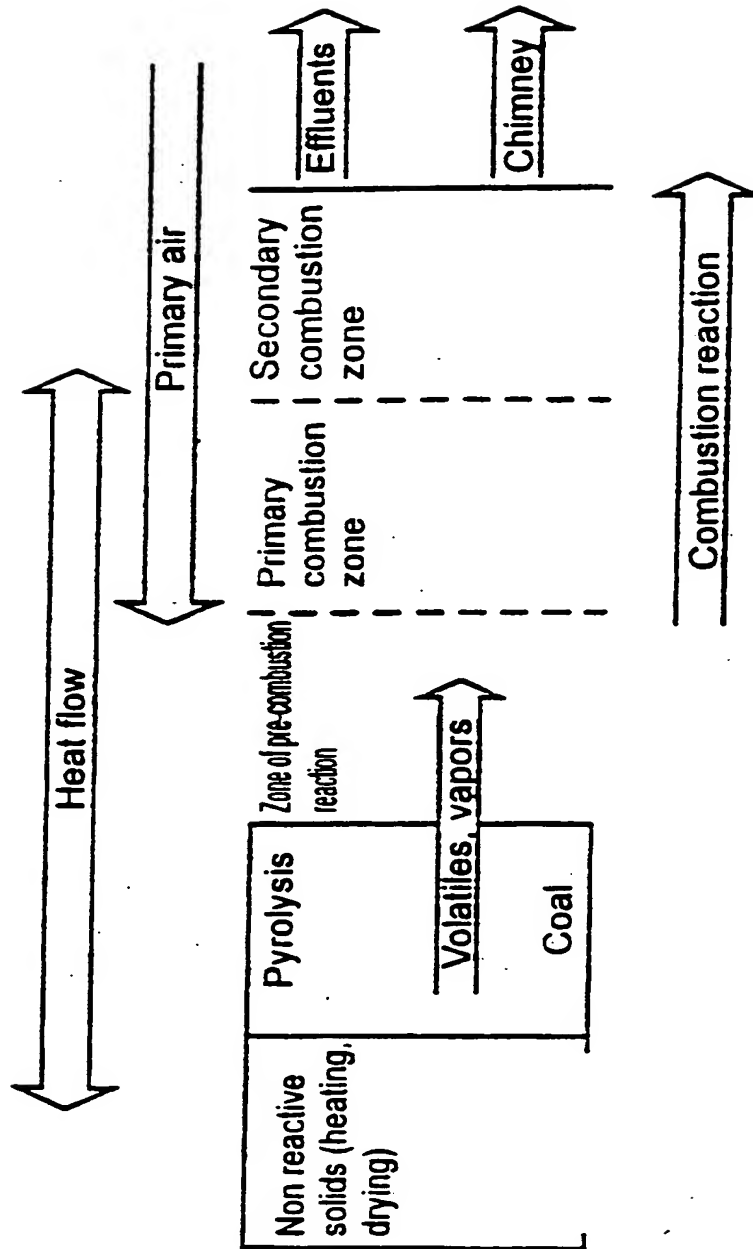 Heat flow
Primary air
Non reactive
solids (heating,
drying)
Pyrolysis
Volatiles, vapors
Coal
Zone of pre-combustion
reaction
Primary
combustion
zone
Secondary
combustion
zone
Effluents
Chimney
Combustion reaction